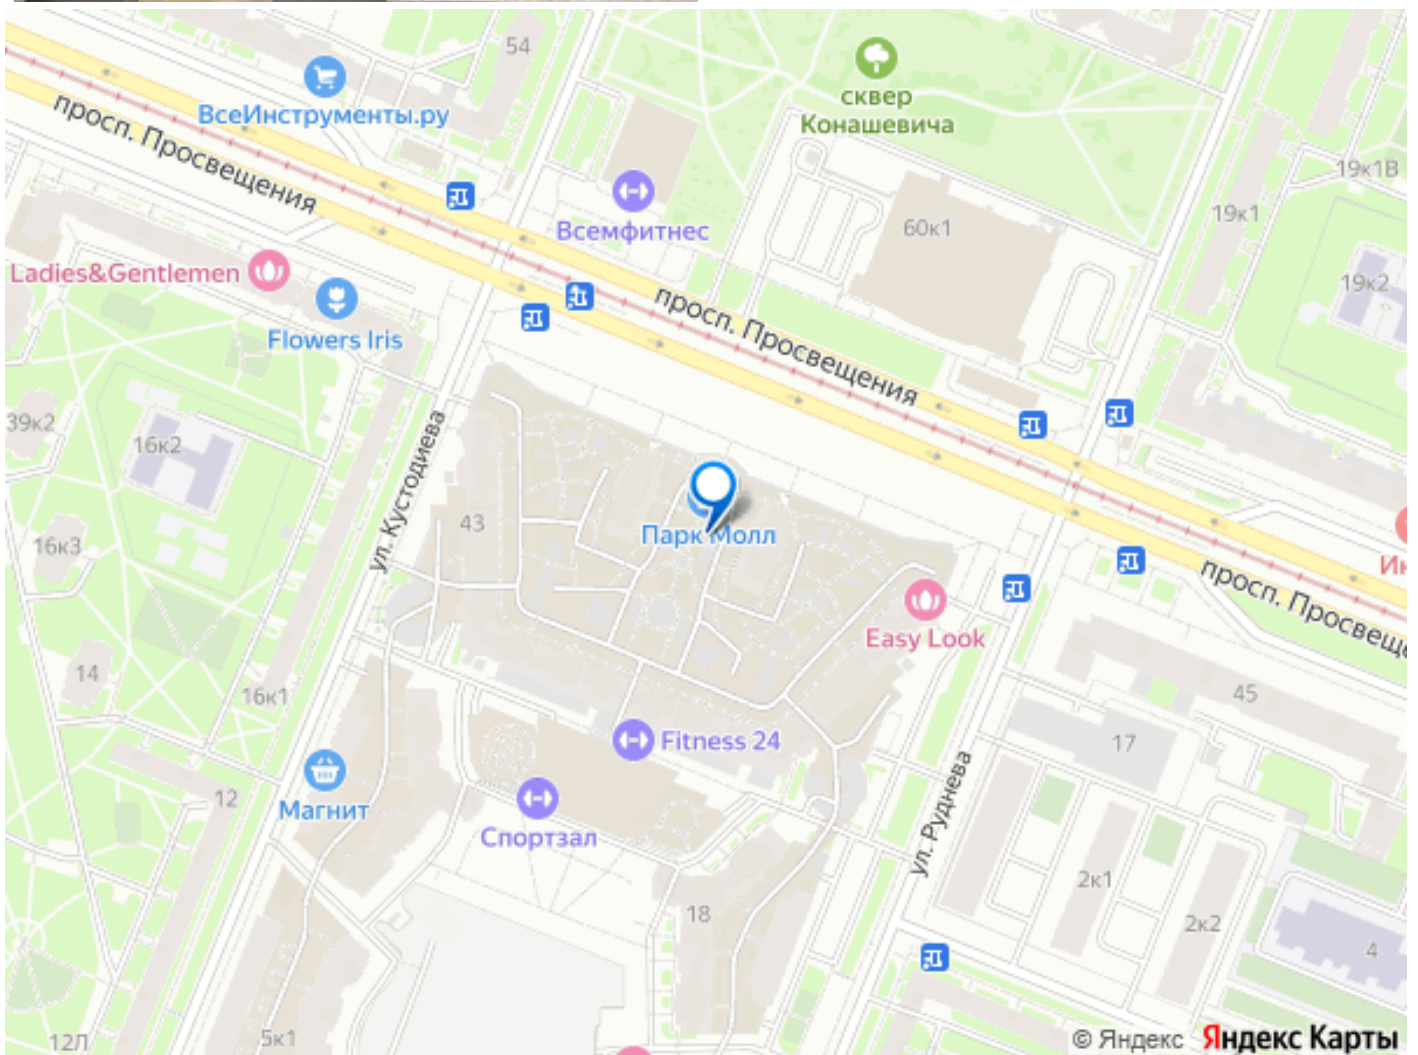 54
ВсеИнструменты.ру
сквер
Конашевича
просп. Просвещения
19к1В
19к1
Всемфитнес
60к1
Ladies&Gentlemen
19к2
просп. Просвещения
Flowers Iris
39к2
16к2
ул. Кустодиева
43
Парк Молл
16к3
Ин
просп. Просвеще
Easy Look
14
16к1
45
Fitness 24
17
Магнит
12
Спортзал
ул. Руднева
2к1
18
2к2
4
12Л
5к1
© Яндекс Яндекс Карты